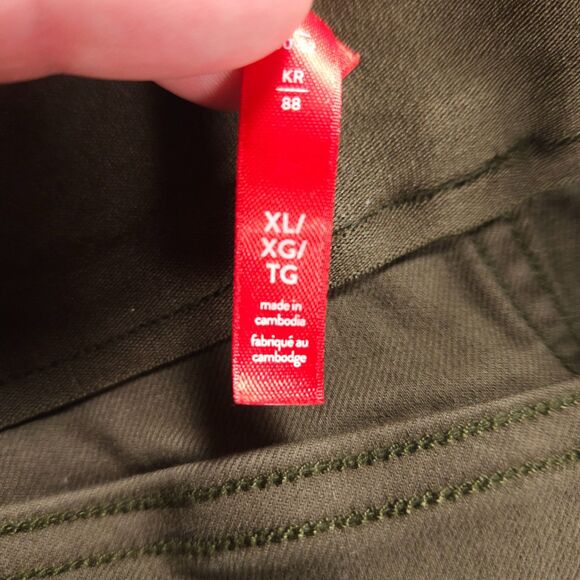 KR
88
XL/
XG/
TG
made in
cambodia
fabriqué au
cambodge